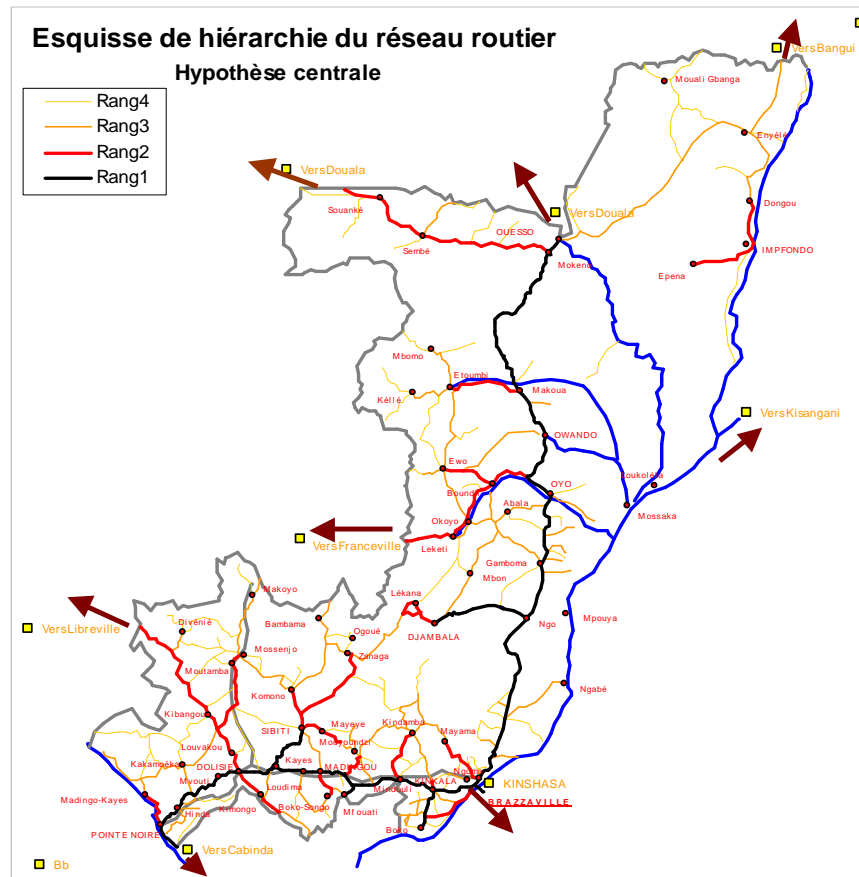 Esquisse de hiérarchie du réseau routier
Hypothèse centrale
Rang4
Rang3
Rang2
Rang1
VersBangui
Mouali Gbanga
Enyélé
VersDouala
VersDouala
Souanké
Dongou
OUESSO
Sembé
IMPFONDO
Mokeko
Epena
Mbomo
Etoumbi
Kéllé
Makoua
VersKisangani
OWANDO
Ewo
Boundji
OYO
Loukoléla
Abala
Mossaka
Okoyo
VersFranceville
Leketi
Gamboma
Mbon
Makoyo
Lékana
Bambama
Mpouya
Ngo
VersLibreville
Divénié
Ogoué
DJAMBALA
Mossenjo
Zanaga
Moutamba
Ngabé
Komono
Kibangou
Kindamba
Mayama
SIBITI
Mayeye
Mouyoundzi
Louvakou
Kakamoéka
DOLISIE
Kayes
MADINGOU
Mvouti
KINKALA
KINSHASA
Mindouli
Madingo-Kayes
Loudima
Boko-Songo
Mfouati
BRAZZAVILLE
Hinda
Kimongo
POINTE NOIRE
Boko
VersCabinda
Bb